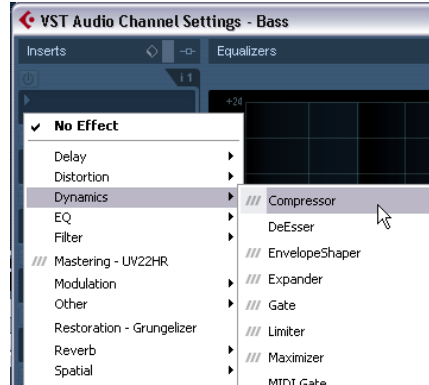 VST Audio Channel Settings - Bass
Inserts
Equalizers
i1
+24
No Effect
Delay
Distortion
Dynamics
EQ
Filter
/// Mastering - UV22HR
Modulation
Other
Restoration - Grungelizer
Reverb
Spatial
/// Compressor
DeEsser
/// EnvelopeShaper
/// Expander
/// Gate
/// Limiter
/// Maximizer
MIDI Gate